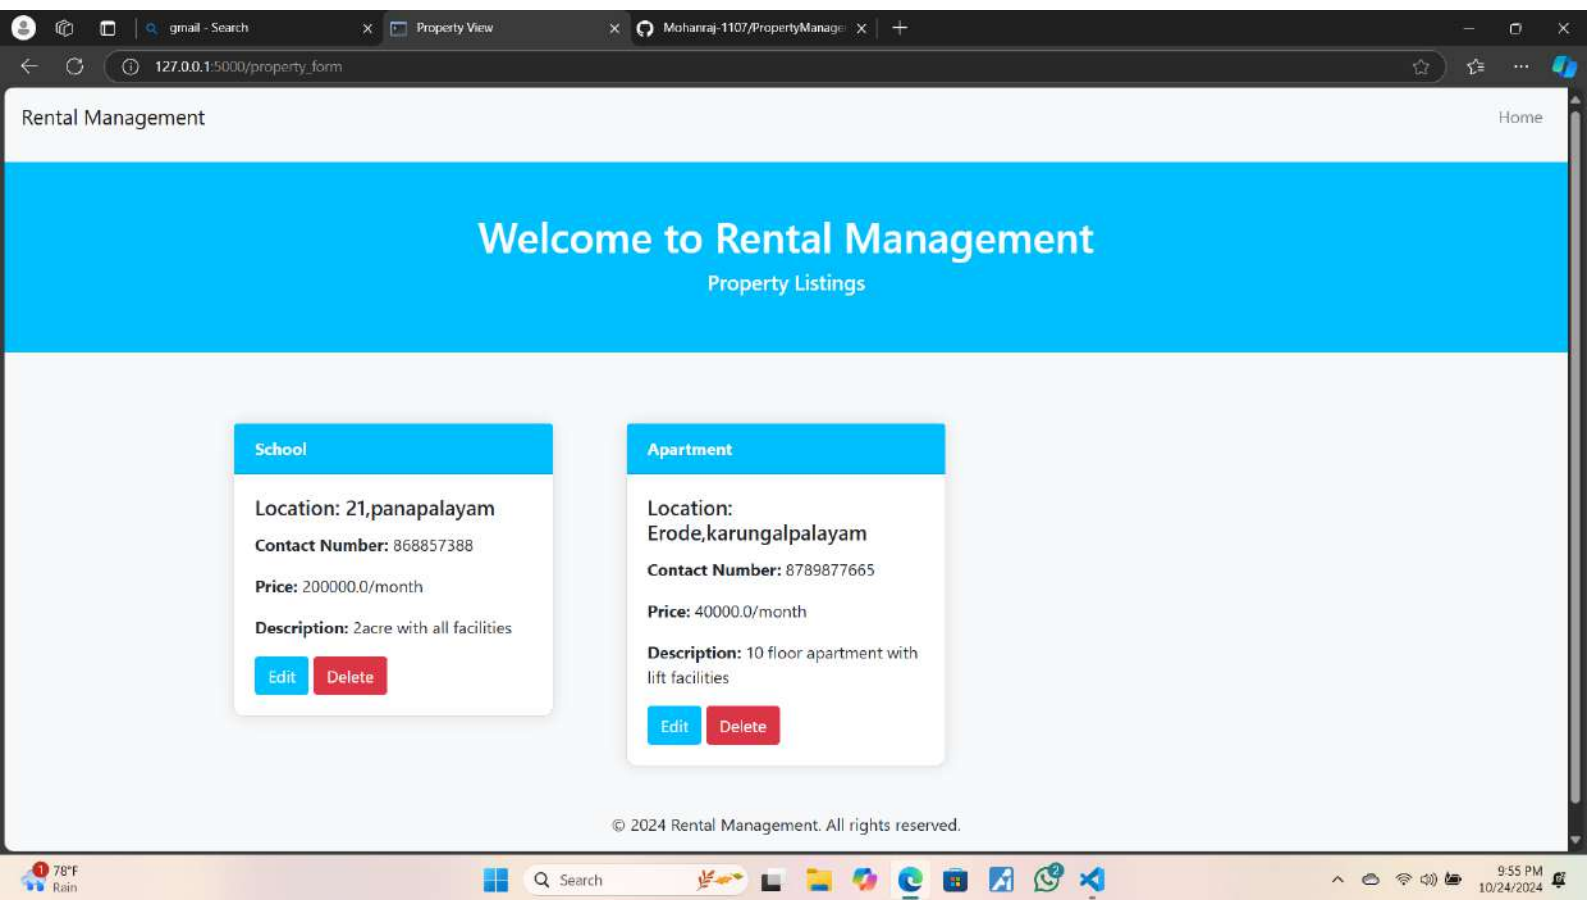 gmail - Search
Property View
Mohanraj-1107/PropertyManage
127.0.0.1:5000/property_form
Rental Management
Home
Welcome to Rental Management
Property Listings
School
Location: 21,panapalayam
Contact Number: 868857388
Price: 200000.0/month
Description: 2acre with all facilities
Edit
Delete
Apartment
Location:
Erode,karungalpalayam
Contact Number: 8789877665
Price: 40000.0/month
Description: 10 floor apartment with
lift facilities
Edit
Delete
© 2024 Rental Management. All rights reserved.
1
78°F
Rain
Search
2
9:55 PM
10/24/2024